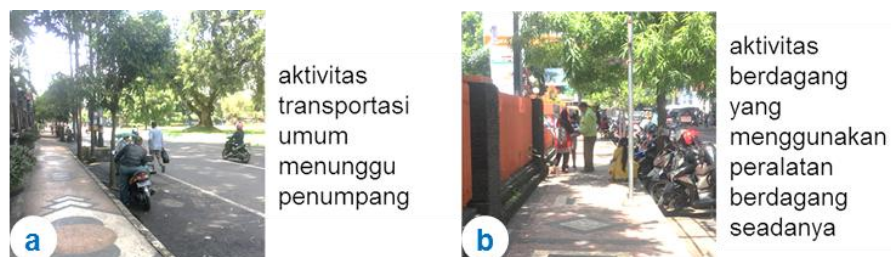 aktivitas
transportasi
umum
menunggu
penumpang
a
aktivitas
berdagang
yang
menggunakan
peralatan
berdagang
seadanya
b